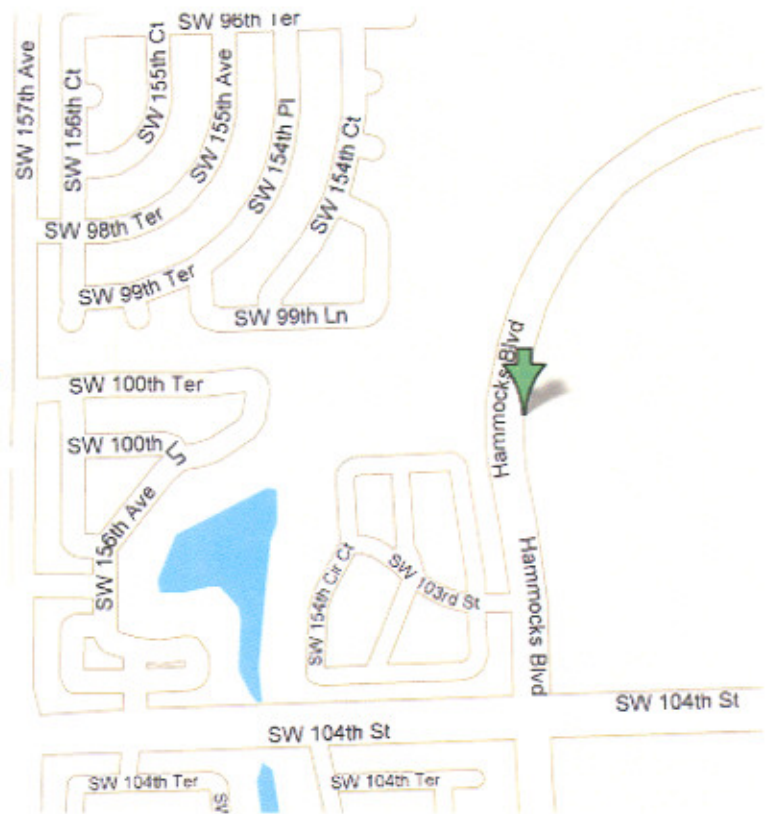 SW 96th Ter
SW 157th Ave
SW 156th Ct
SW 155th Ct
SW 155th Ave
SW 154th Pl
SW 154th Ct
SW 98th Ter
SW 99th Ter
SW 99th Ln
Hammocks Blvd
SW 100th Ter
SW 100th Ln
SW 156th Ave
SW 154th Cir Ct
SW 103rd St
Hammocks Blvd
SW 104th St
SW 104th St
SW 104th Ter
SW 104th Ter
SW